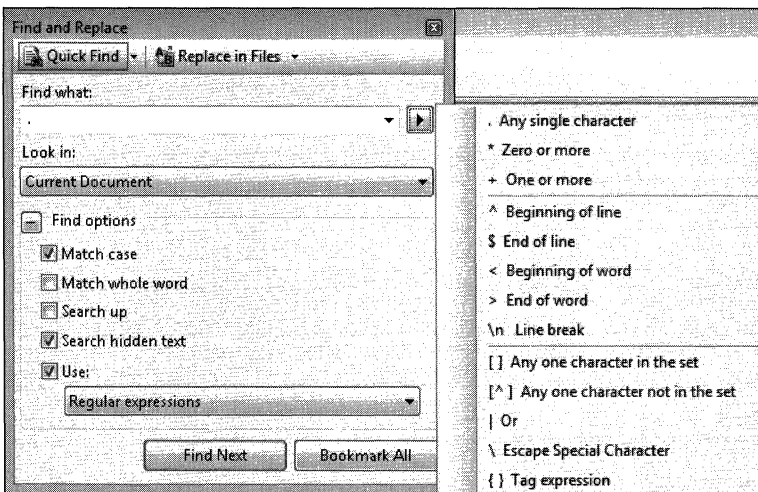 Find and Replace
Quick Find
Replace in Files
Find what:
.
Look in:
Current Document
Find options
Match case
Match whole word
Search up
Search hidden text
Use:
Regular expressions
Find Next
Bookmark All
. Any single character
* Zero or more
+ One or more
^ Beginning of line
$ End of line
< Beginning of word
> End of word
\n Line break
[ ] Any one character in the set
[^ ] Any one character not in the set
| Or
\ Escape Special Character
{ } Tag expression